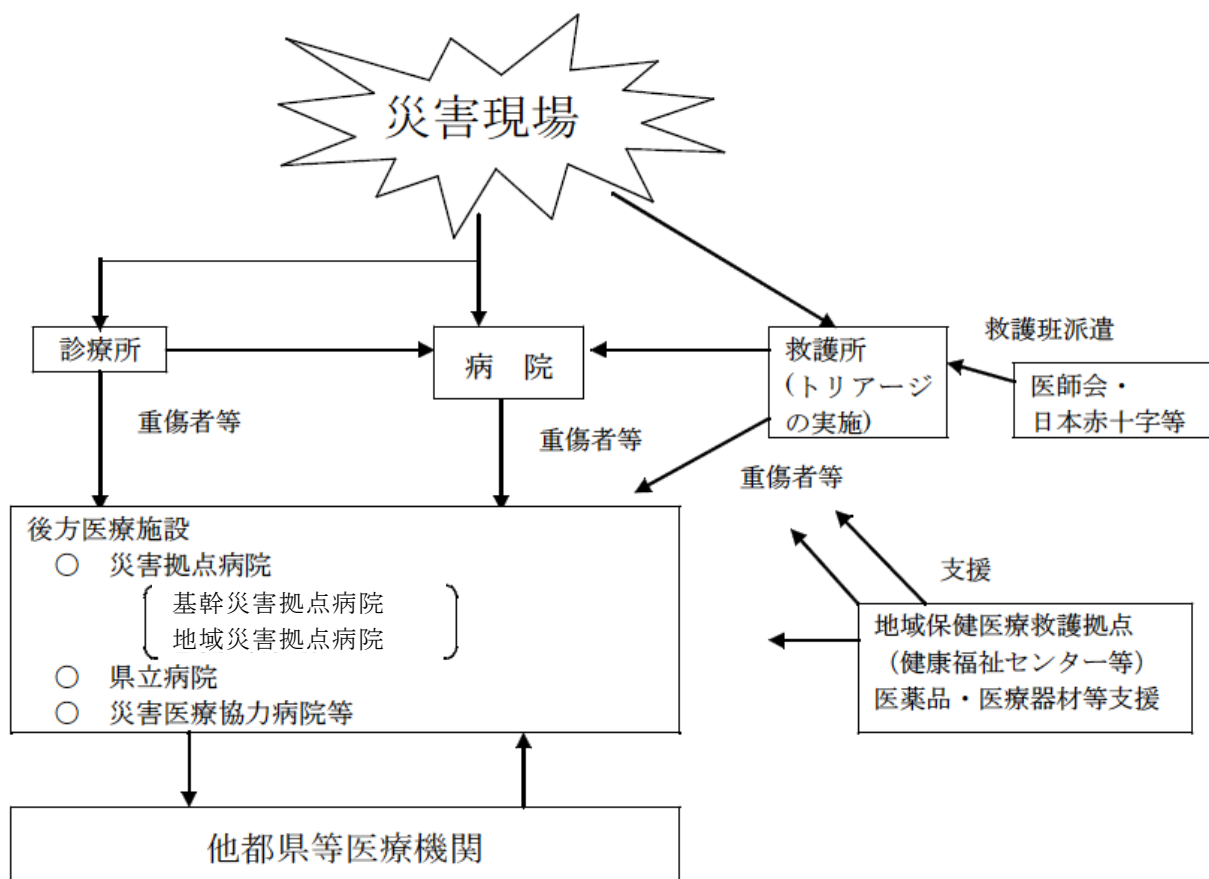 災害現場
診療所
病　院
救護所
(トリアージ
の実施)
救護班派遣
医師会・
日本赤十字等
重傷者等
重傷者等
重傷者等
後方医療施設
○　災害拠点病院
基幹災害拠点病院
地域災害拠点病院
○　県立病院
○　災害医療協力病院等
支援
地域保健医療救護拠点
（健康福祉センター等）
医薬品・医療器材等支援
他都県等医療機関